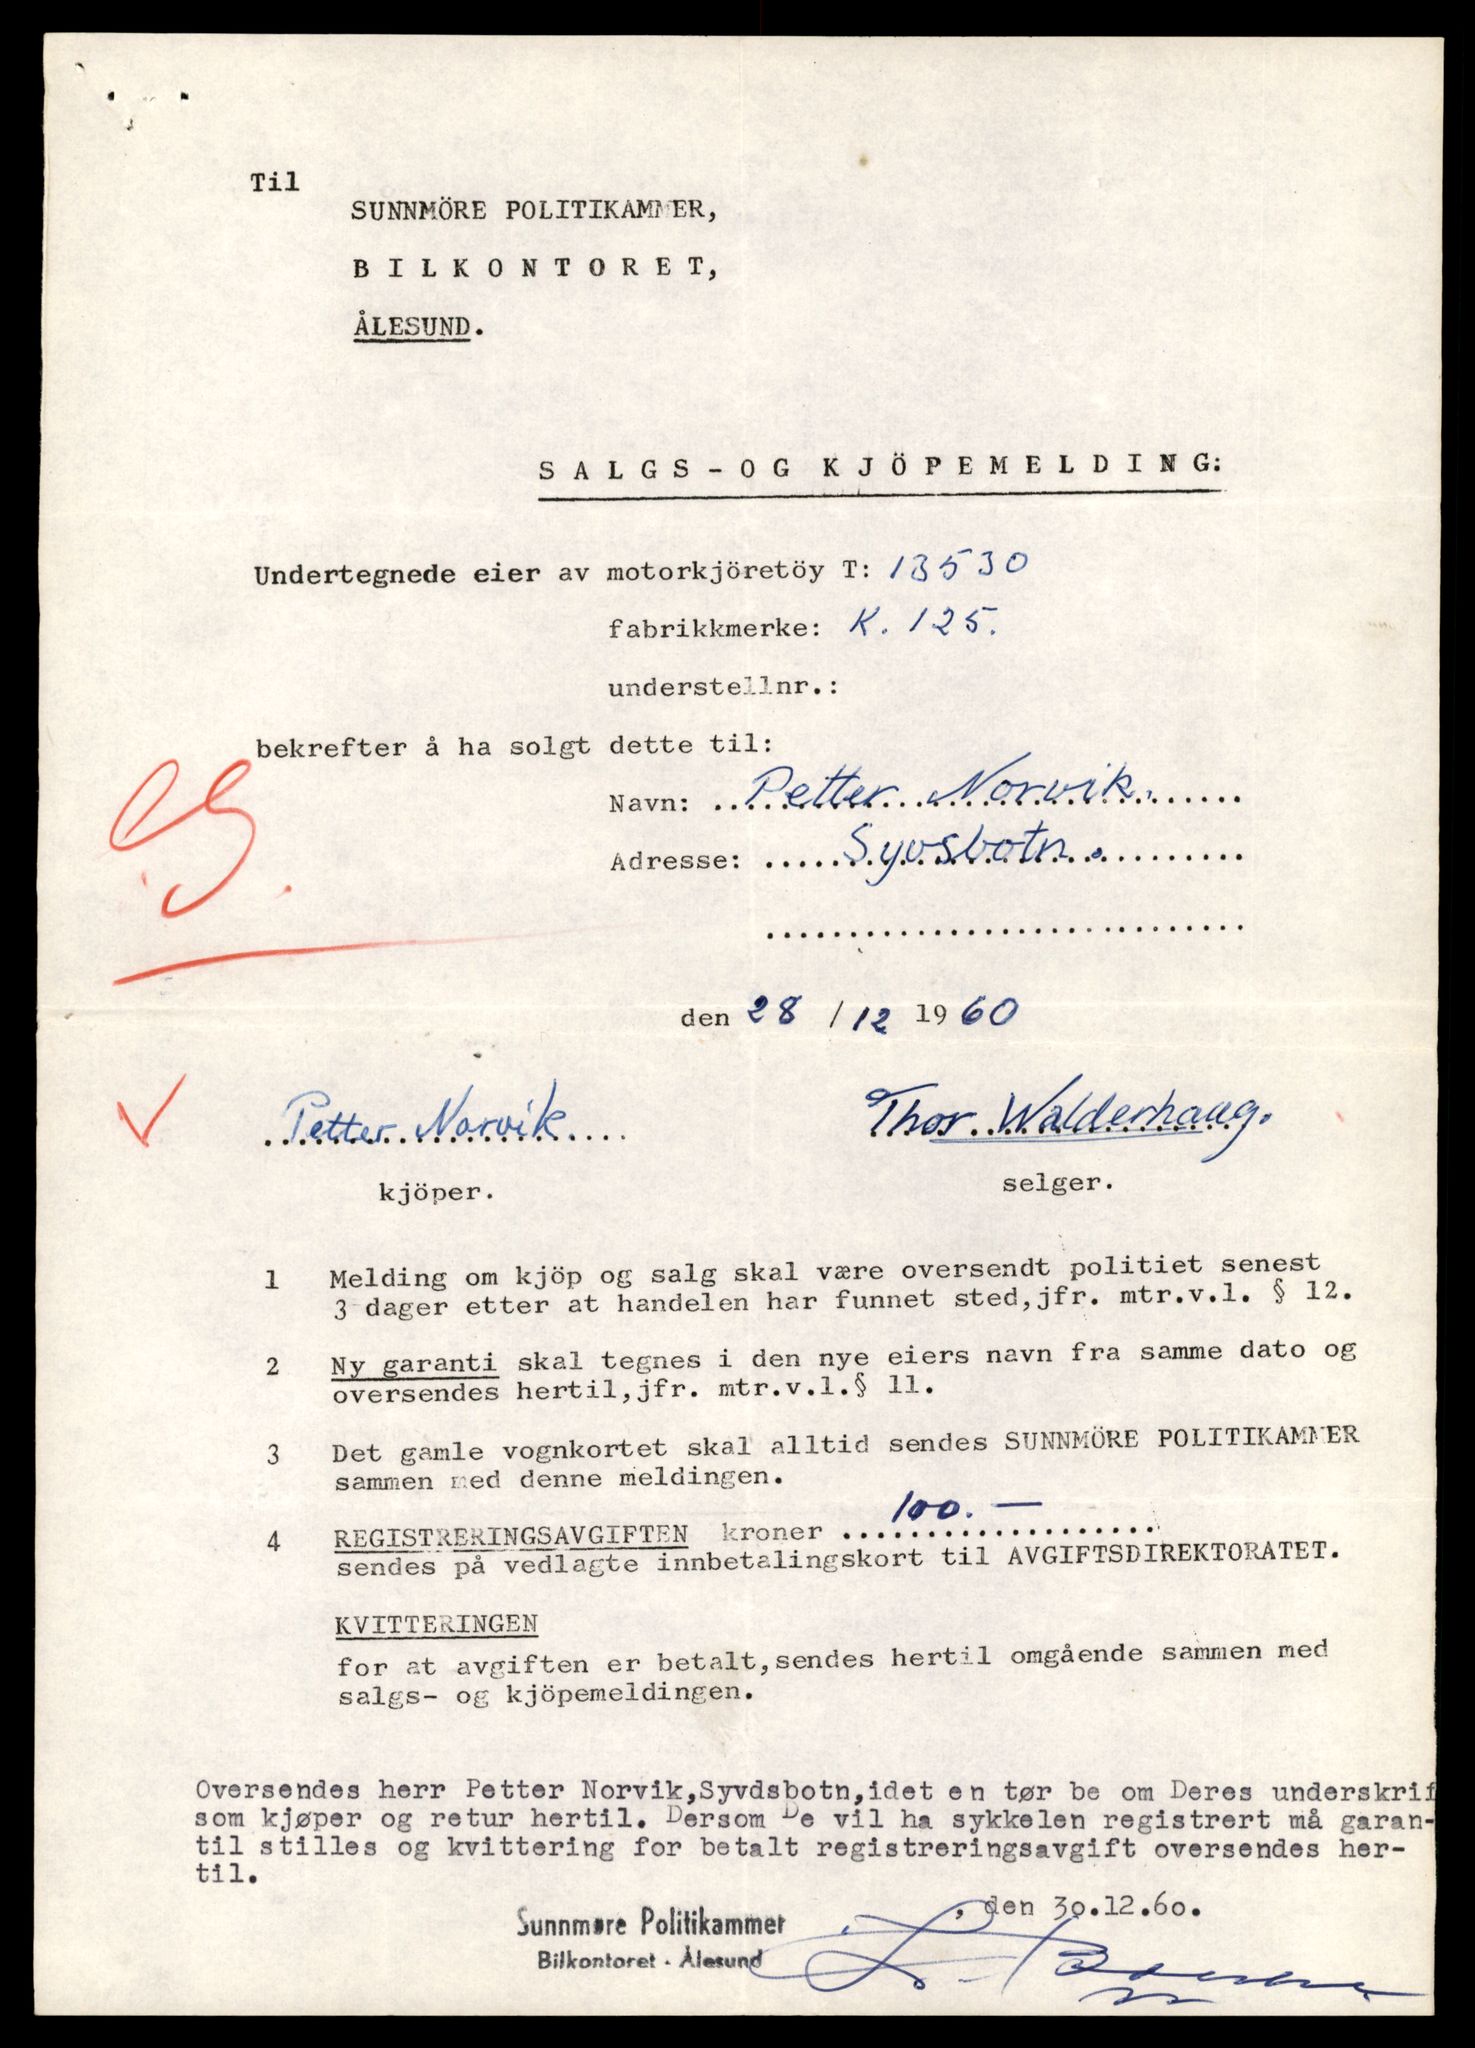 Til
SUNNMÖRE POLITIKAMMER,
B I L K O N T O R E T,
ÅLESUND.
S A L G S - O G K J Ö P E M E L D I N G:
Undertegnede eier av motorkjöretöy T: 13530
fabrikkmerke: K. 125.
understellnr.:
bekrefter å ha solgt dette til:
Navn: Petter Norvik.
Adresse: Syvsbotn.
den 28 / 12 1960
Petter Norvik Thor Walderhaug.
kjöper. selger.
1 Melding om kjöp og salg skal være oversendt politiet senest
3 dager etter at handelen har funnet sted,jfr. mtr.v.l. § 12.
2 Ny garanti skal tegnes i den nye eiers navn fra samme dato og
oversendes hertil,jfr. mtr.v.l.§ 11.
3 Det gamle vognkortet skal alltid sendes SUNNMÖRE POLITIKAMMER
sammen med denne meldingen.
4 REGISTRERINGSAVGIFTEN kroner 100.—
sendes på vedlagte innbetalingskort til AVGIFTSDIREKTORATET.
KVITTERINGEN
for at avgiften er betalt,sendes hertil omgående sammen med
salgs- og kjöpemeldingen.
Oversendes herr Petter Norvik,Syvdsbotn,idet en tør be om Deres underskrif
som kjøper og retur hertil. Dersom De vil ha sykkelen registrert må garan-
til stilles og kvittering for betalt registreringsavgift oversendes her-
til.
, den 30.12.60.
Sunnmøre Politikammer
Bilkontoret - Ålesund